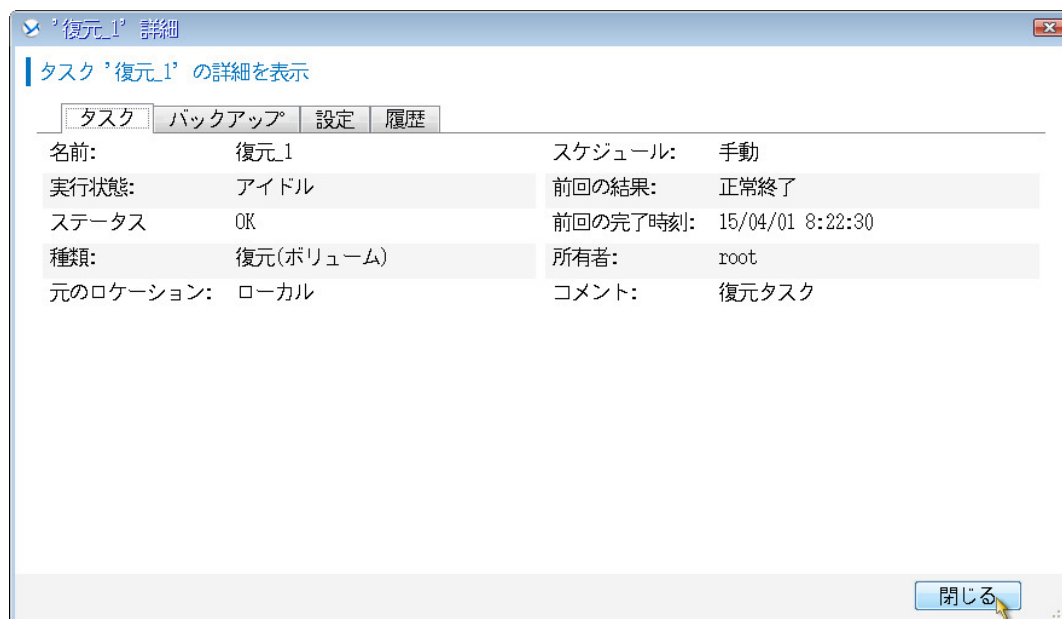 ’復元_1’ 詳細
タスク ’復元_1’ の詳細を表示
タスク バックアップ 設定 履歴
名前: 復元_1 スケジュール: 手動
実行状態: アイドル 前回の結果: 正常終了
ステータス OK 前回の完了時刻: 15/04/01 8:22:30
種類: 復元(ボリューム) 所有者: root
元のロケーション: ローカル コメント: 復元タスク
閉じる